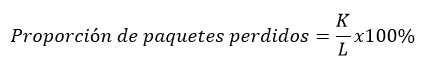 Proporción de paquetes perdidos = K/L x100%